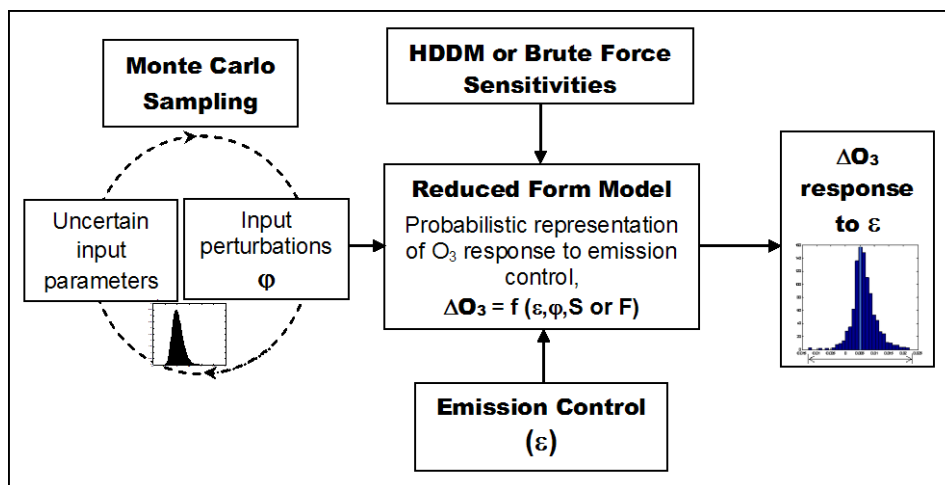 Monte Carlo
Sampling
Uncertain
input
parameters
Input
perturbations
φ
HDDM or Brute Force
Sensitivities
Reduced Form Model
Probabilistic representation
of O₃ response to emission
control,
ΔO₃ = f (ε,φ,S or F)
Emission Control
(ε)
ΔO₃
response
to ε